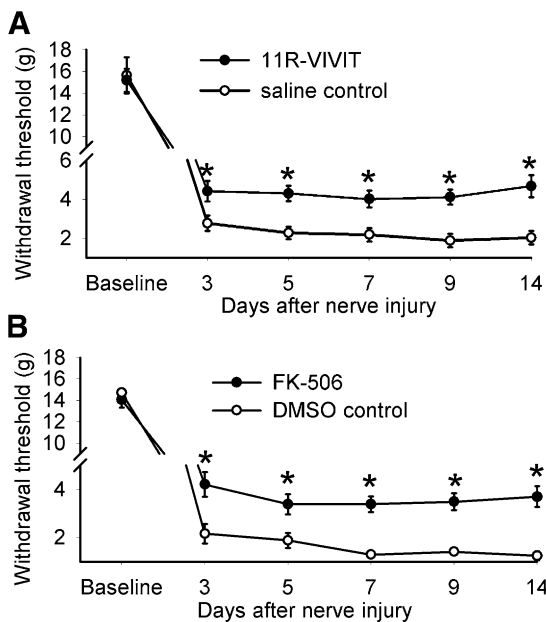 A
Withdrawal threshold (g)
18
16
14
12
10
6
4
2
11R-VIVIT
saline control
* * * * *
Baseline 3 5 7 9 14
Days after nerve injury
B
Withdrawal threshold (g)
18
16
14
12
10
4
2
FK-506
DMSO control
* * * * *
Baseline 3 5 7 9 14
Days after nerve injury